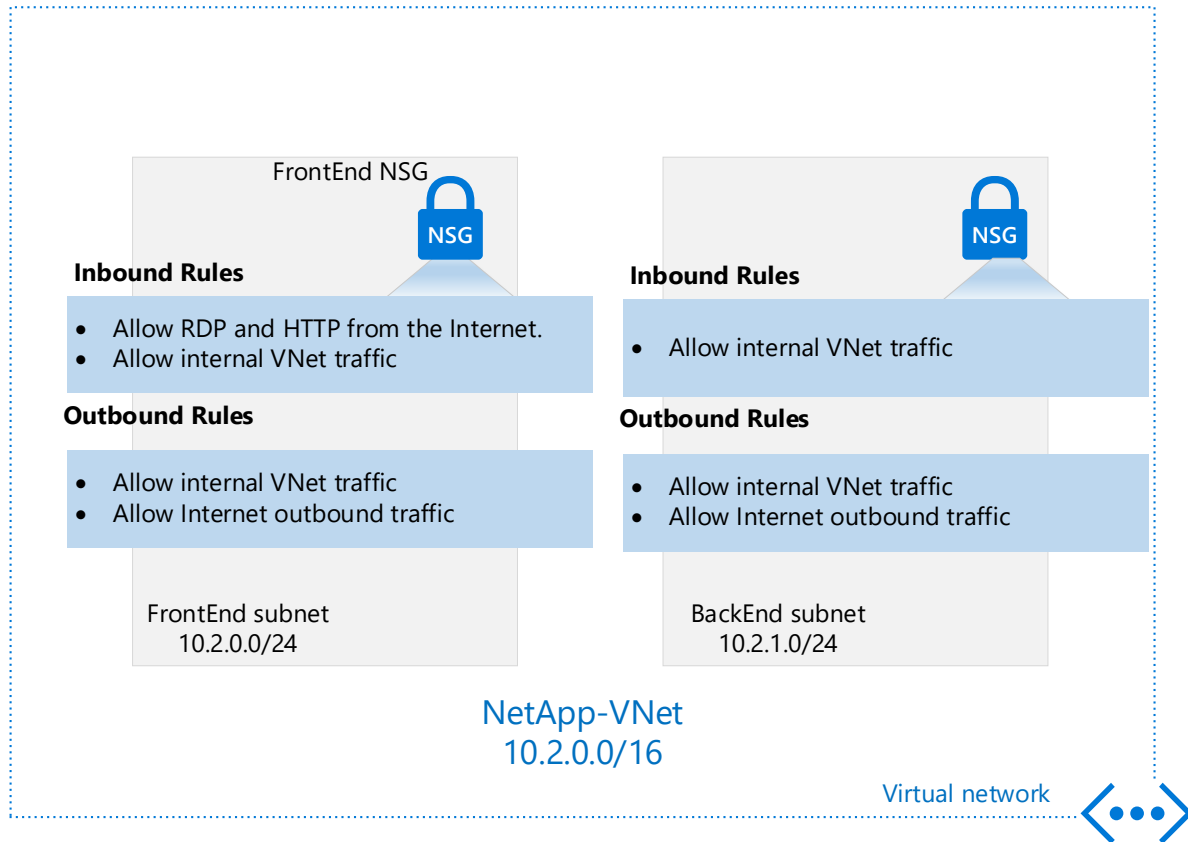 FrontEnd NSG
NSG
Inbound Rules
• Allow RDP and HTTP from the Internet.
• Allow internal VNet traffic
Outbound Rules
• Allow internal VNet traffic
• Allow Internet outbound traffic
FrontEnd subnet
10.2.0.0/24
NSG
Inbound Rules
• Allow internal VNet traffic
Outbound Rules
• Allow internal VNet traffic
• Allow Internet outbound traffic
BackEnd subnet
10.2.1.0/24
NetApp-VNet
10.2.0.0/16
Virtual network